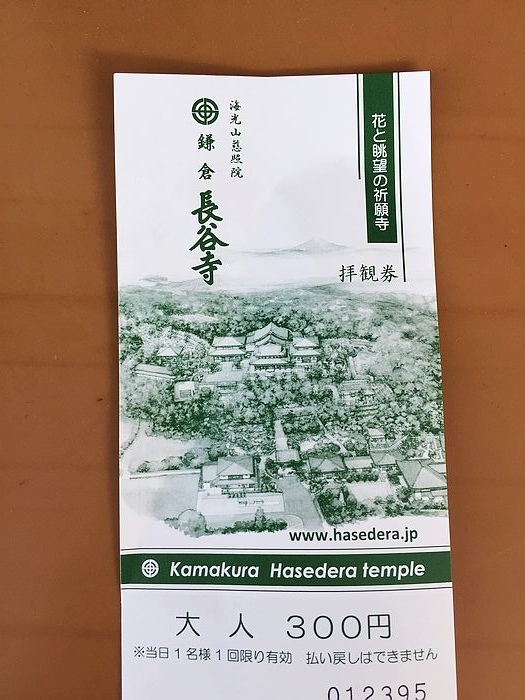 海光山慈照院
鎌倉 長谷寺
花と眺望の祈願寺
拝観券
www.hasedera.jp
Kamakura Hasedera temple
大人 300円
※当日1名様1回限り有効 払い戻しはできません
012395